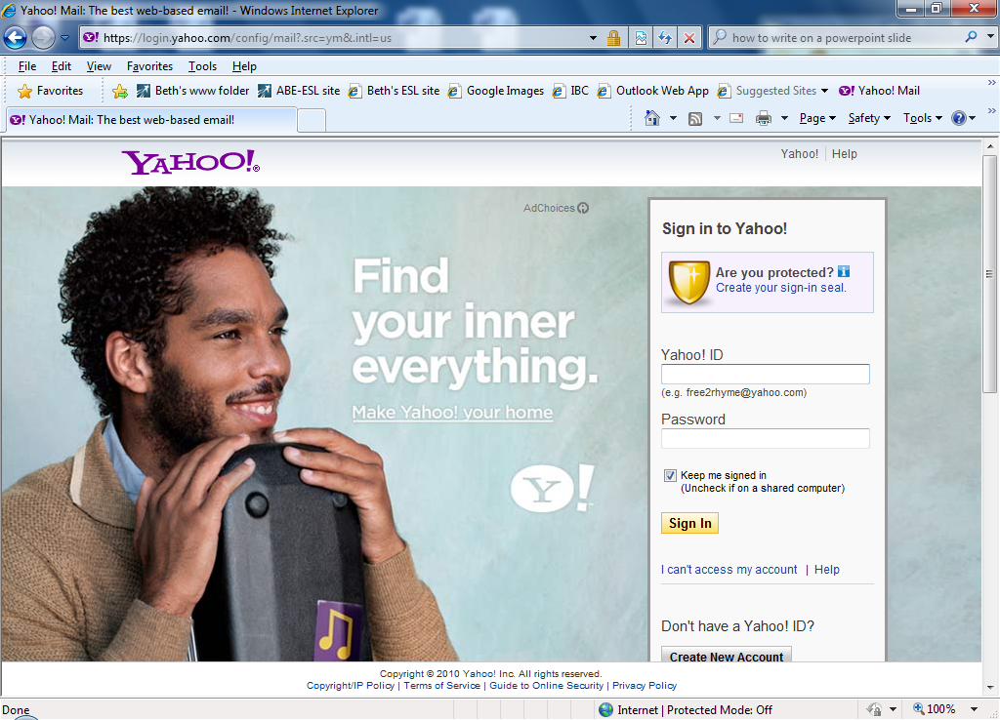 Yahoo! Mail: The best web-based email! - Windows Internet Explorer
https://login.yahoo.com/config/mail?.src=ym&.intl=us
how to write on a powerpoint slide
File Edit View Favorites Tools Help
Favorites Beth's www folder ABE-ESL site Beth's ESL site Google Images IBC Outlook Web App Suggested Sites Yahoo! Mail
Yahoo! Mail: The best web-based email!
Page Safety Tools
YAHOO!®
Yahoo! Help
AdChoices
Find
your inner
everything.
Make Yahoo! your home
Y!
Sign in to Yahoo!
Are you protected?
Create your sign-in seal.
Yahoo! ID
(e.g. free2rhyme@yahoo.com)
Password
Keep me signed in
(Uncheck if on a shared computer)
Sign In
I can't access my account | Help
Don't have a Yahoo! ID?
Create New Account
Copyright © 2010 Yahoo! Inc. All rights reserved.
Copyright/IP Policy | Terms of Service | Guide to Online Security | Privacy Policy
Done
Internet | Protected Mode: Off
100%